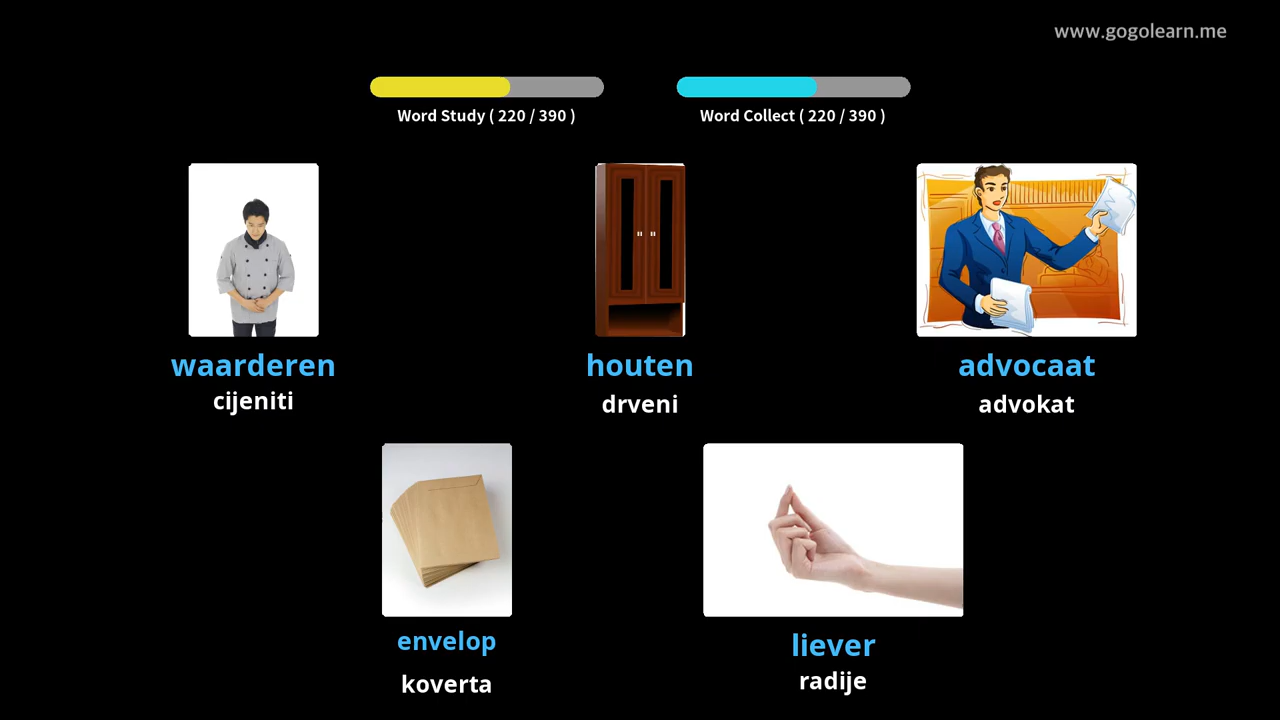 www.gogolearn.me
Word Study ( 220 / 390 )
Word Collect ( 220 / 390 )
waarderen
cijeniti
houten
drveni
advocaat
advokat
envelop
koverta
liever
radije